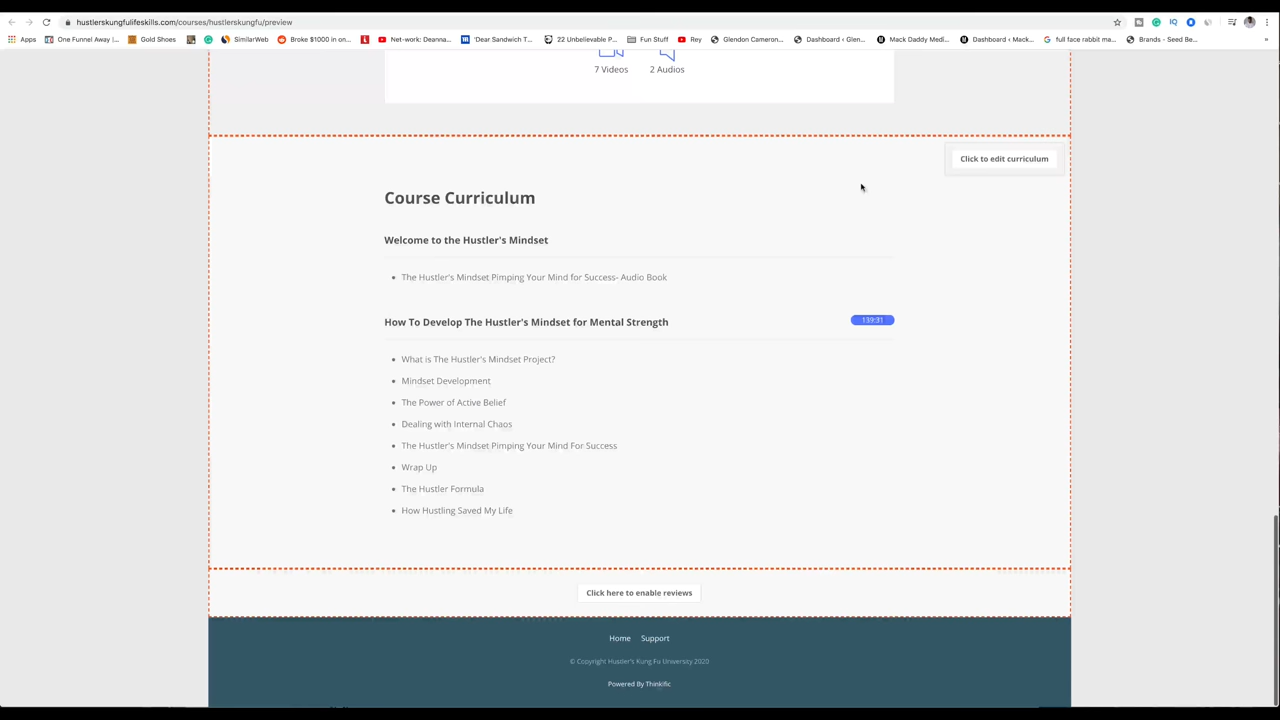 hustlerskungfulifeskills.com/courses/hustlerskungfu/preview
Apps One Funnel Away |... Gold Shoes SimilarWeb Broke $1000 in on... Net-work: Deanna... 'Dear Sandwich T... 22 Unbelievable P... Fun Stuff Rey Glendon Cameron... Dashboard ‹ Glen... Mack Daddy Medi... Dashboard ‹ Mack... full face rabbit ma... Brands - Seed Be... »
7 Videos 2 Audios
Click to edit curriculum
Course Curriculum
Welcome to the Hustler's Mindset
The Hustler's Mindset Pimping Your Mind for Success- Audio Book
How To Develop The Hustler's Mindset for Mental Strength 139:31
What is The Hustler's Mindset Project?
Mindset Development
The Power of Active Belief
Dealing with Internal Chaos
The Hustler's Mindset Pimping Your Mind For Success
Wrap Up
The Hustler Formula
How Hustling Saved My Life
Click here to enable reviews
Home Support
© Copyright Hustler's Kung Fu University 2020
Powered By Thinkific